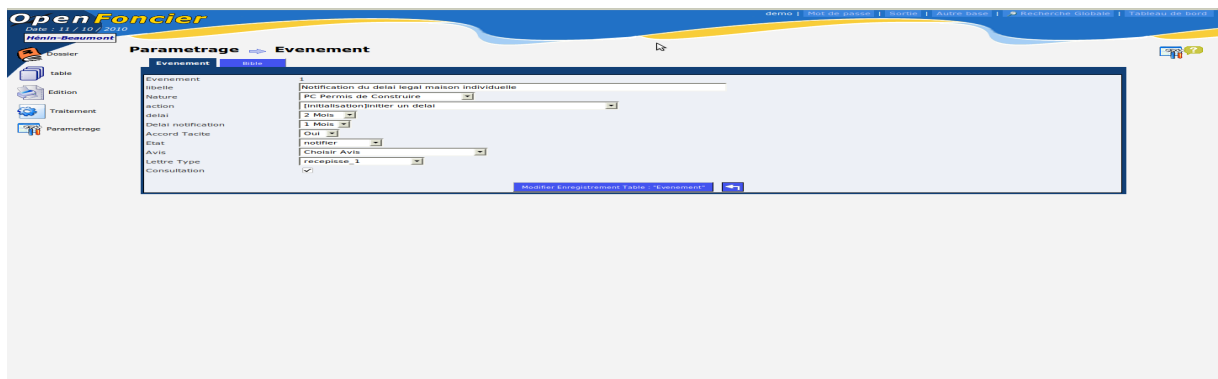 OpenFoncier
demo | Mot de passe | Sortie | Autre base | Recherche Globale | Tableau de bord
Date : 11 / 10 / 2010
Hénin-Beaumont
Parametrage Evenement
Dossier
table
Edition
Traitement
Parametrage
Evenement Bible
Evenement 1
libelle Notification du delai legal maison individuelle
Nature PC Permis de Construire
action [initialisation]initier un delai
delai 2 Mois
Delai notification 1 Mois
Accord Tacite Oui
Etat notifier
Avis Choisir Avis
Lettre Type recepisse_1
Consultation
Modifier Enregistrement Table : "Evenement"